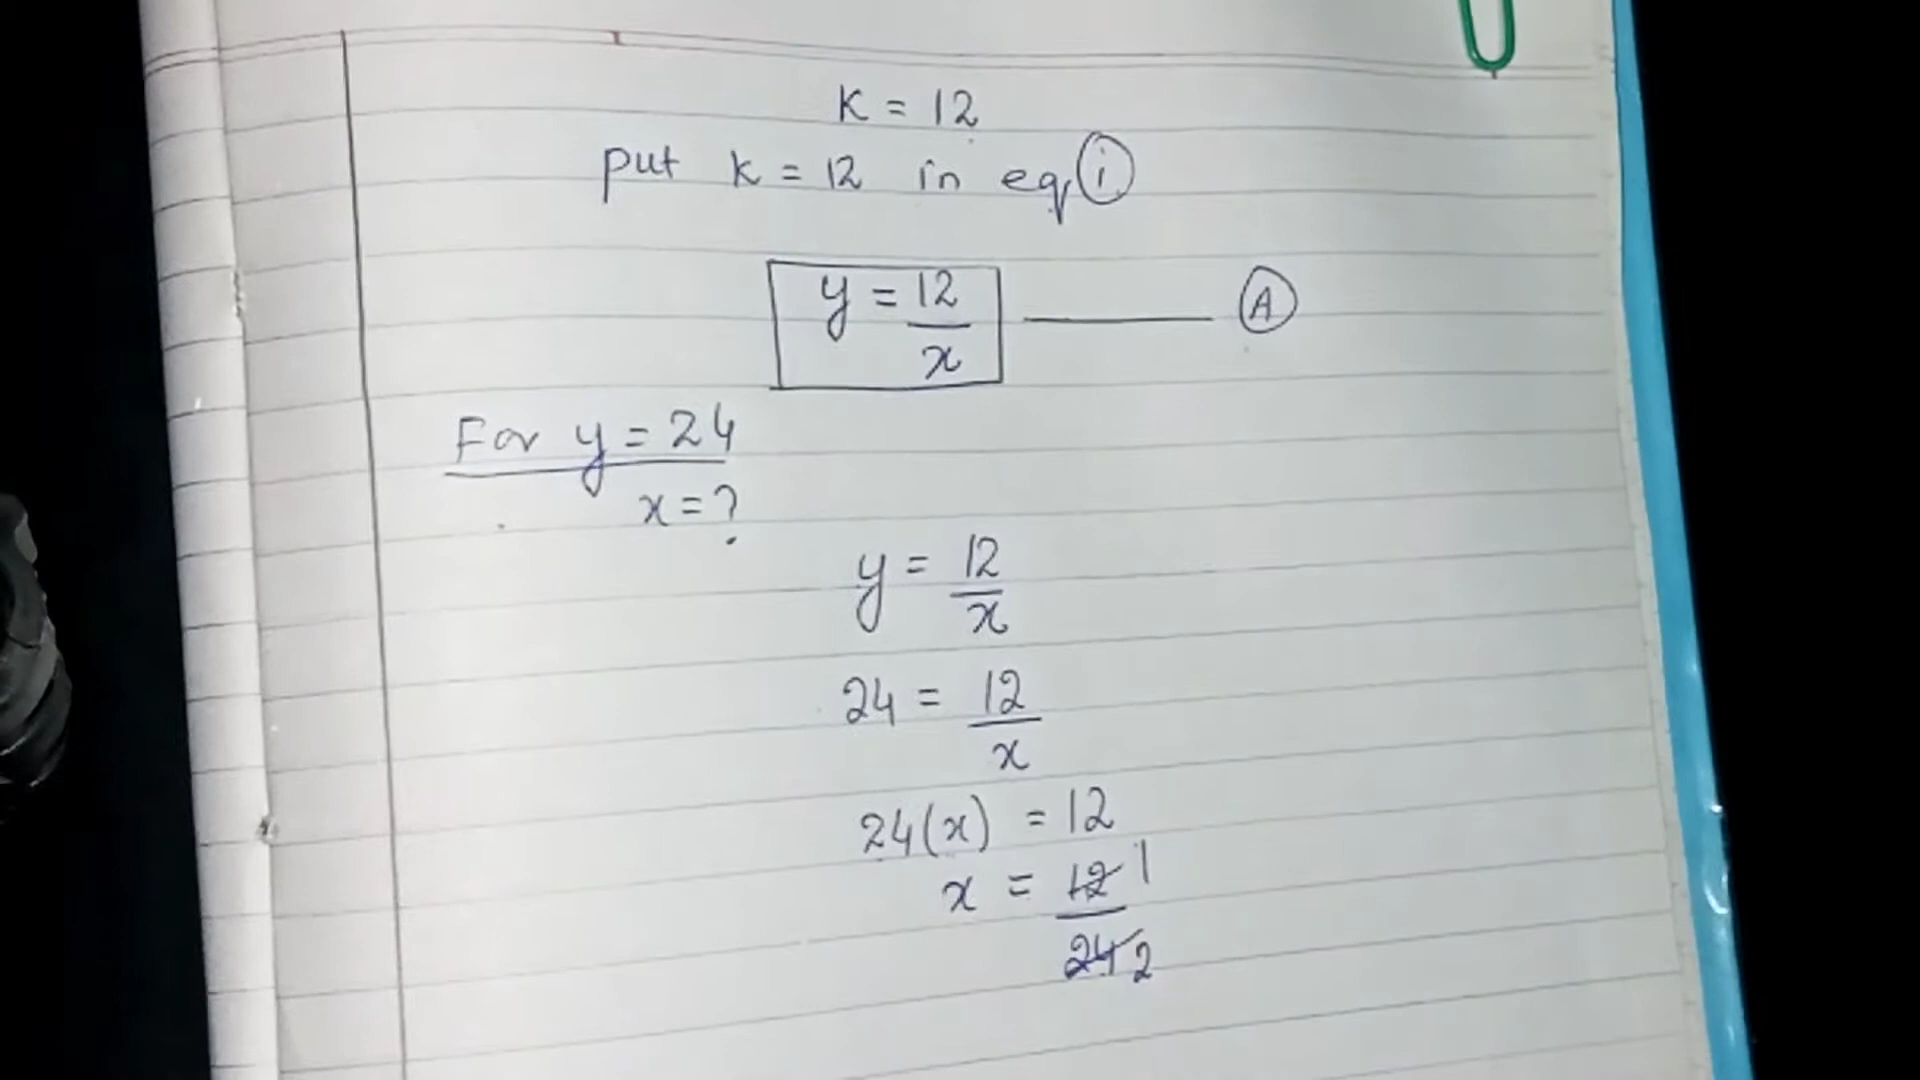 K = 12
put k = 12 in eq (i)
y = 12/x ——— (A)
For y = 24
x = ?
y = 12/x
24 = 12/x
24(x) = 12
x = 12 1 / 24 2